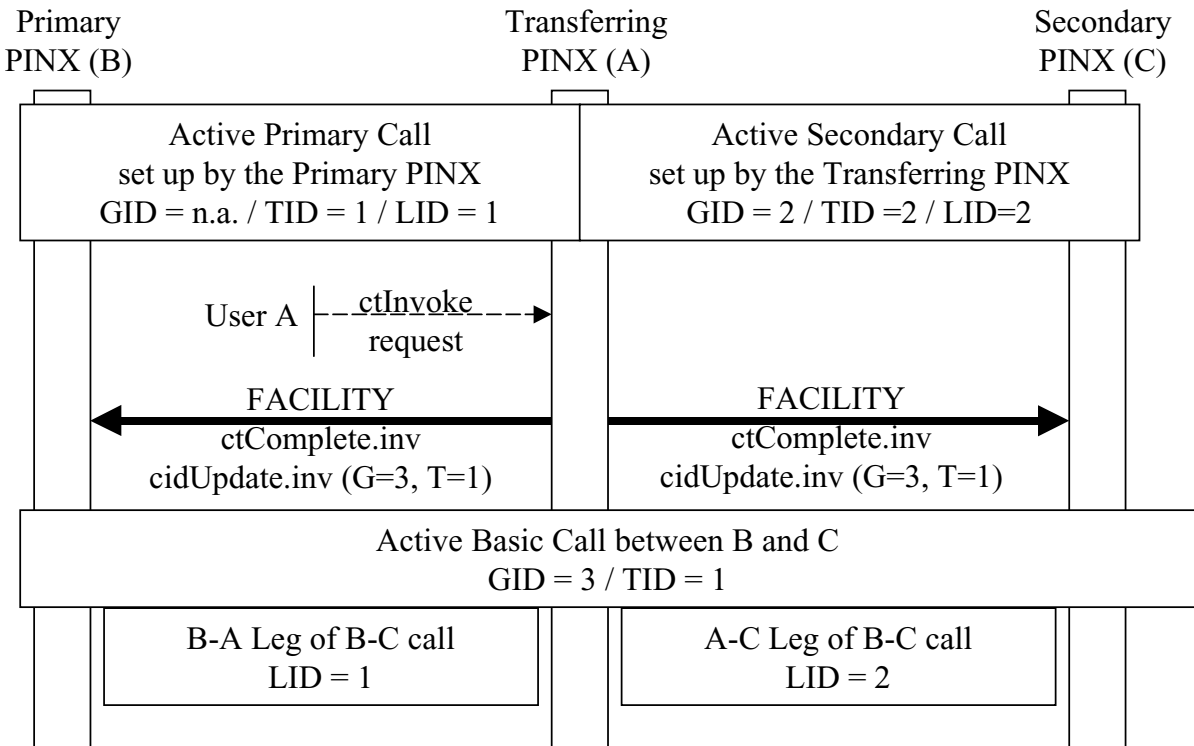 Primary
PINX (B)
Transferring
PINX (A)
Secondary
PINX (C)
Active Primary Call
set up by the Primary PINX
GID = n.a. / TID = 1 / LID = 1
Active Secondary Call
set up by the Transferring PINX
GID = 2 / TID =2 / LID=2
User A
ctInvoke
request
FACILITY
ctComplete.inv
cidUpdate.inv (G=3, T=1)
FACILITY
ctComplete.inv
cidUpdate.inv (G=3, T=1)
Active Basic Call between B and C
GID = 3 / TID = 1
B-A Leg of B-C call
LID = 1
A-C Leg of B-C call
LID = 2